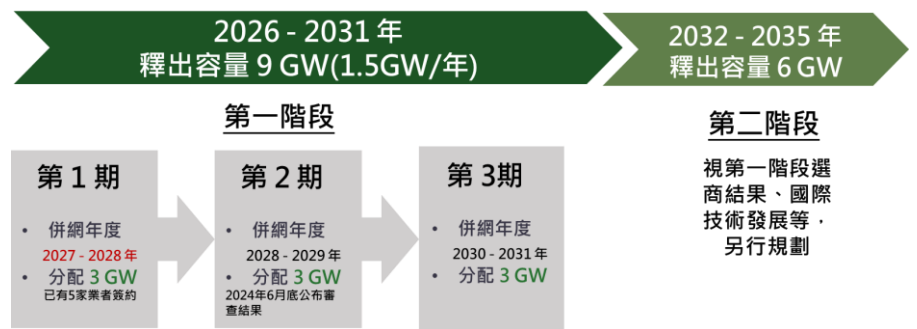 2026 - 2031 年
釋出容量 9 GW(1.5GW/年)
2032 - 2035 年
釋出容量 6 GW
第一階段
第 1 期
• 併網年度
2027 - 2028 年
• 分配 3 GW
已有5家業者簽約
第 2 期
• 併網年度
2028 - 2029 年
• 分配 3 GW
2024年6月底公布審
查結果
第 3期
• 併網年度
2030 - 2031 年
• 分配 3 GW
第二階段
視第一階段選
商結果、國際
技術發展等，
另行規劃